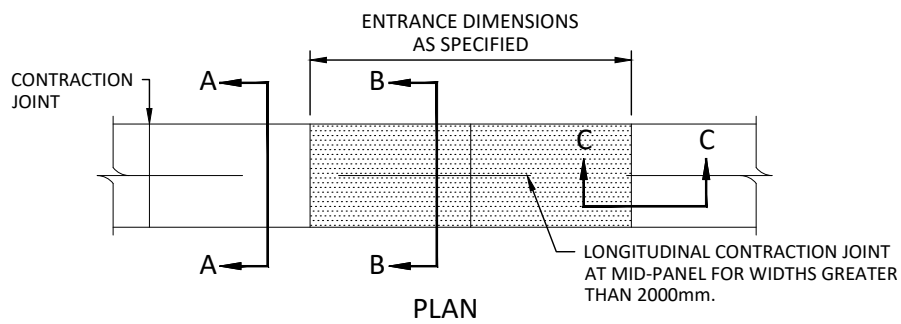 ENTRANCE DIMENSIONS
AS SPECIFIED
CONTRACTION
JOINT
A
B
C
C
A
B
LONGITUDINAL CONTRACTION JOINT
AT MID-PANEL FOR WIDTHS GREATER
THAN 2000mm.
PLAN